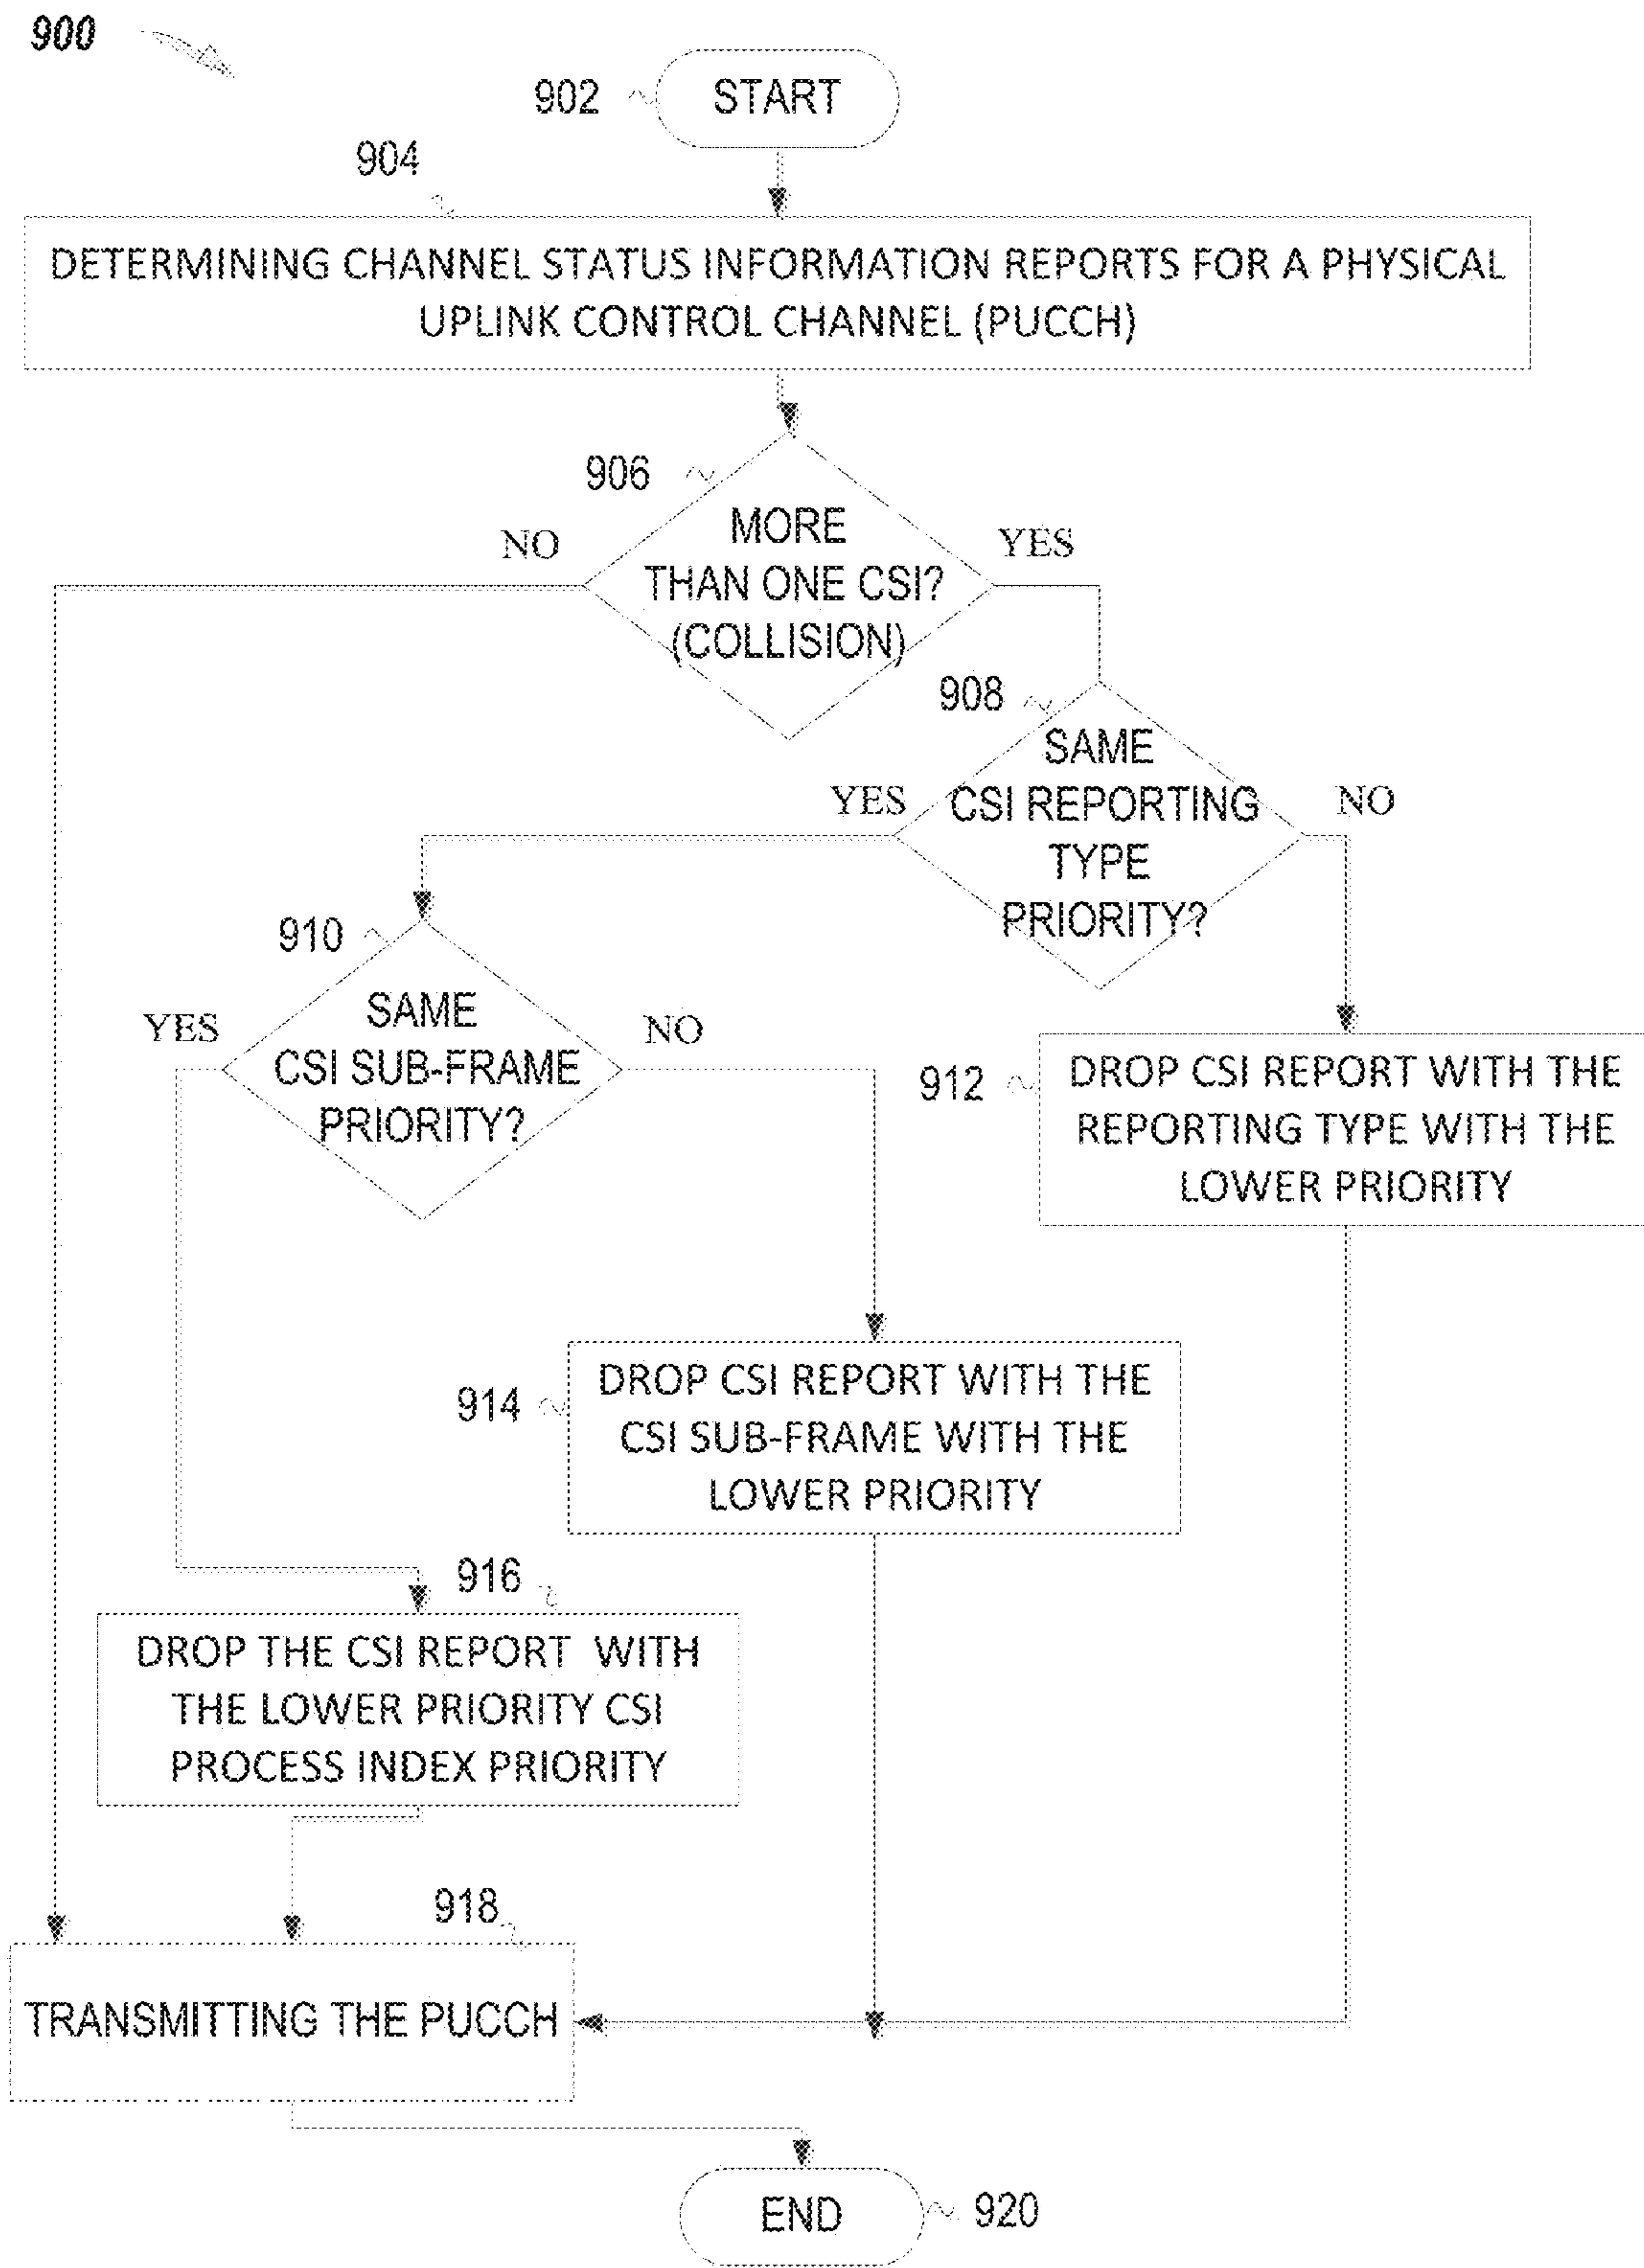 900
902
START
904
DETERMINING CHANNEL STATUS INFORMATION REPORTS FOR A PHYSICAL
UPLINK CONTROL CHANNEL (PUCCH)
906
NO
MORE
THAN ONE CSI?
(COLLISION)
YES
908
YES
SAME
CSI REPORTING
TYPE
PRIORITY?
NO
910
YES
SAME
CSI SUB-FRAME
PRIORITY?
NO
912
DROP CSI REPORT WITH THE
REPORTING TYPE WITH THE
LOWER PRIORITY
914
DROP CSI REPORT WITH THE
CSI SUB-FRAME WITH THE
LOWER PRIORITY
916
DROP THE CSI REPORT WITH
THE LOWER PRIORITY CSI
PROCESS INDEX PRIORITY
918
TRANSMITTING THE PUCCH
END
920